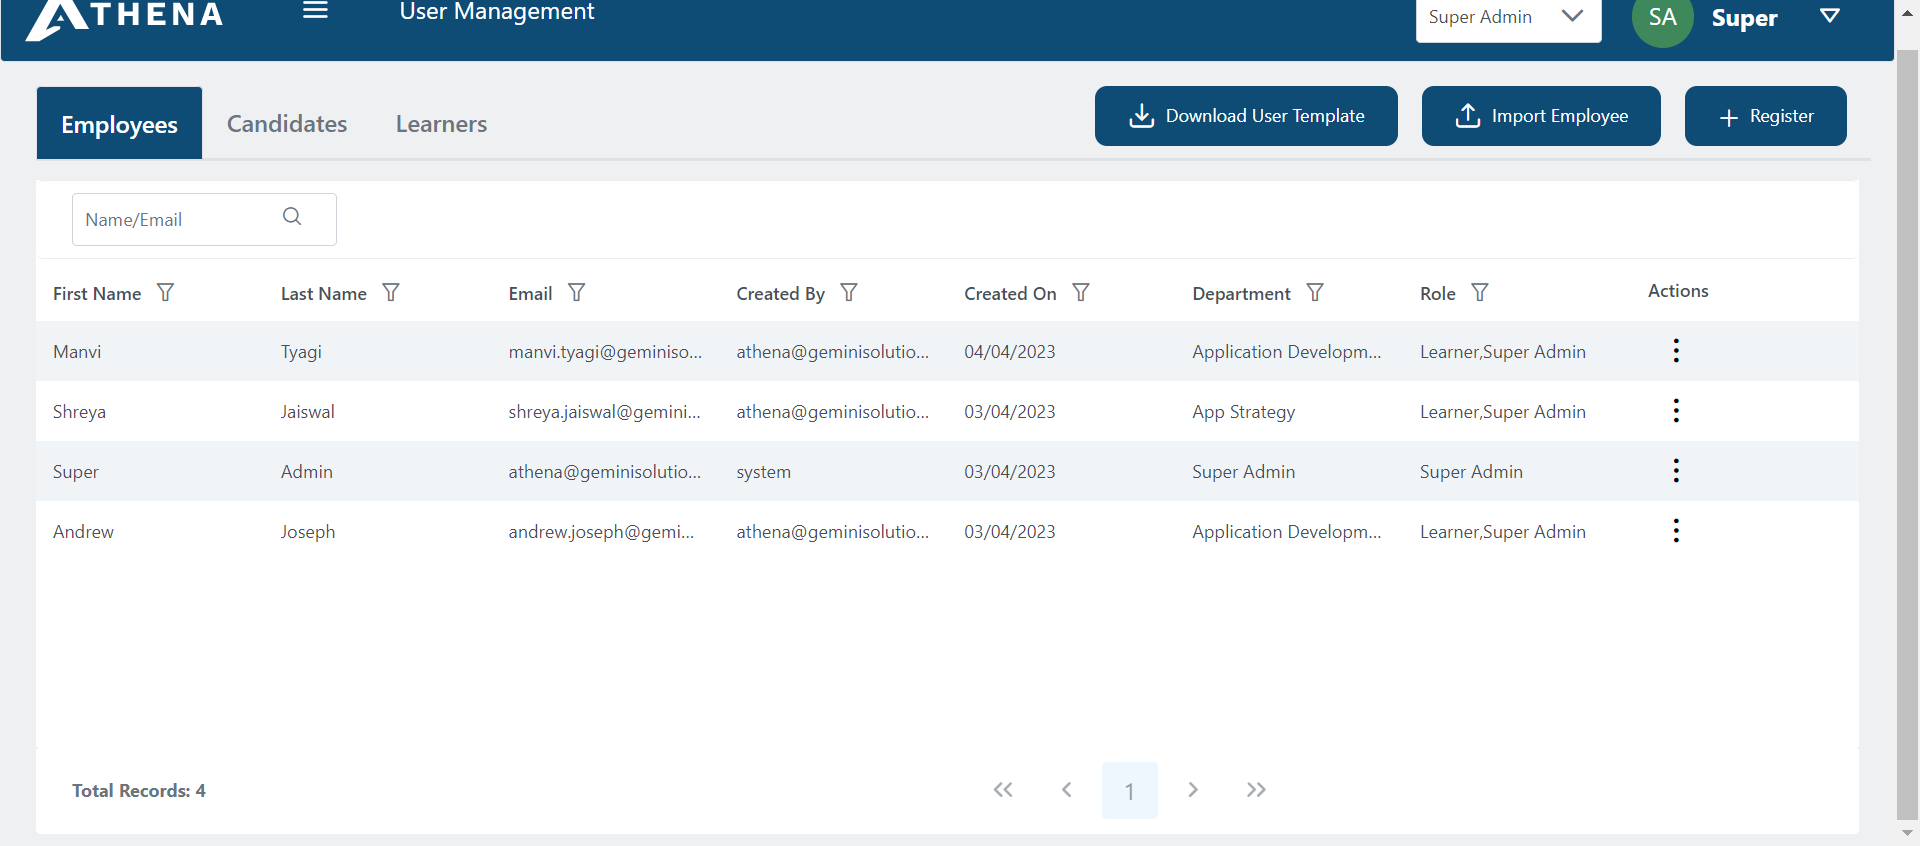 ATHENA
User Management
Super Admin
SA
Super
Employees
Candidates
Learners
Download User Template
Import Employee
+ Register
Name/Email
First Name Last Name Email Created By Created On Department Role Actions
Manvi Tyagi manvi.tyagi@geminiso... athena@geminisolutio... 04/04/2023 Application Developm... Learner,Super Admin
Shreya Jaiswal shreya.jaiswal@gemini... athena@geminisolutio... 03/04/2023 App Strategy Learner,Super Admin
Super Admin athena@geminisolutio... system 03/04/2023 Super Admin Super Admin
Andrew Joseph andrew.joseph@gemi... athena@geminisolutio... 03/04/2023 Application Developm... Learner,Super Admin
Total Records: 4
1